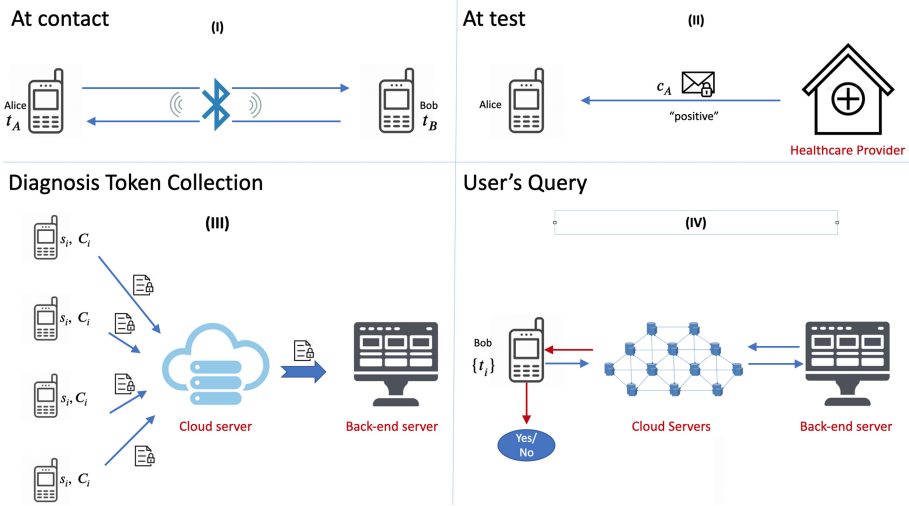 At contact
(I)
Alice
t_A
Bob
t_B
At test
(II)
Alice
c_A
“positive”
Healthcare Provider
Diagnosis Token Collection
(III)
s_i, C_i
s_i, C_i
s_i, C_i
s_i, C_i
Cloud server
Back-end server
User’s Query
(IV)
Bob
{t_i}
Yes/
No
Cloud Servers
Back-end server